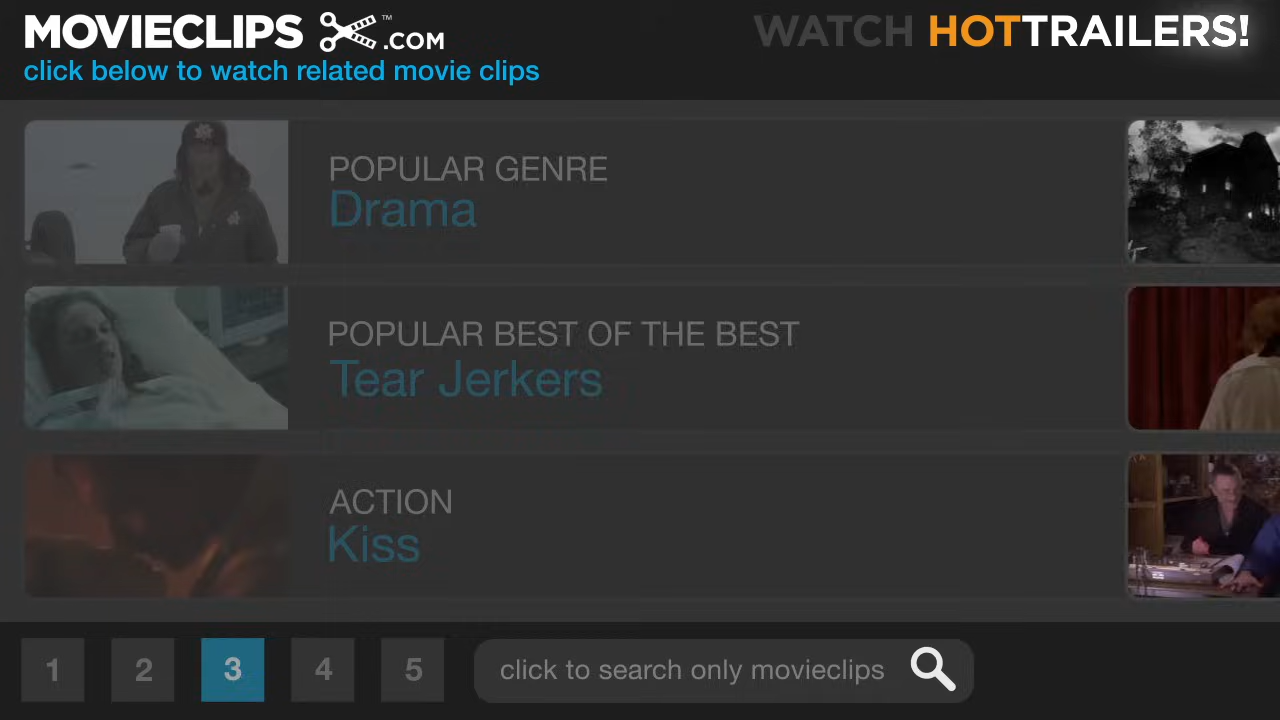 MOVIECLIPS ™ .COM
WATCH HOTTRAILERS!
click below to watch related movie clips
POPULAR GENRE
Drama
POPULAR BEST OF THE BEST
Tear Jerkers
ACTION
Kiss
1 2 3 4 5
click to search only movieclips